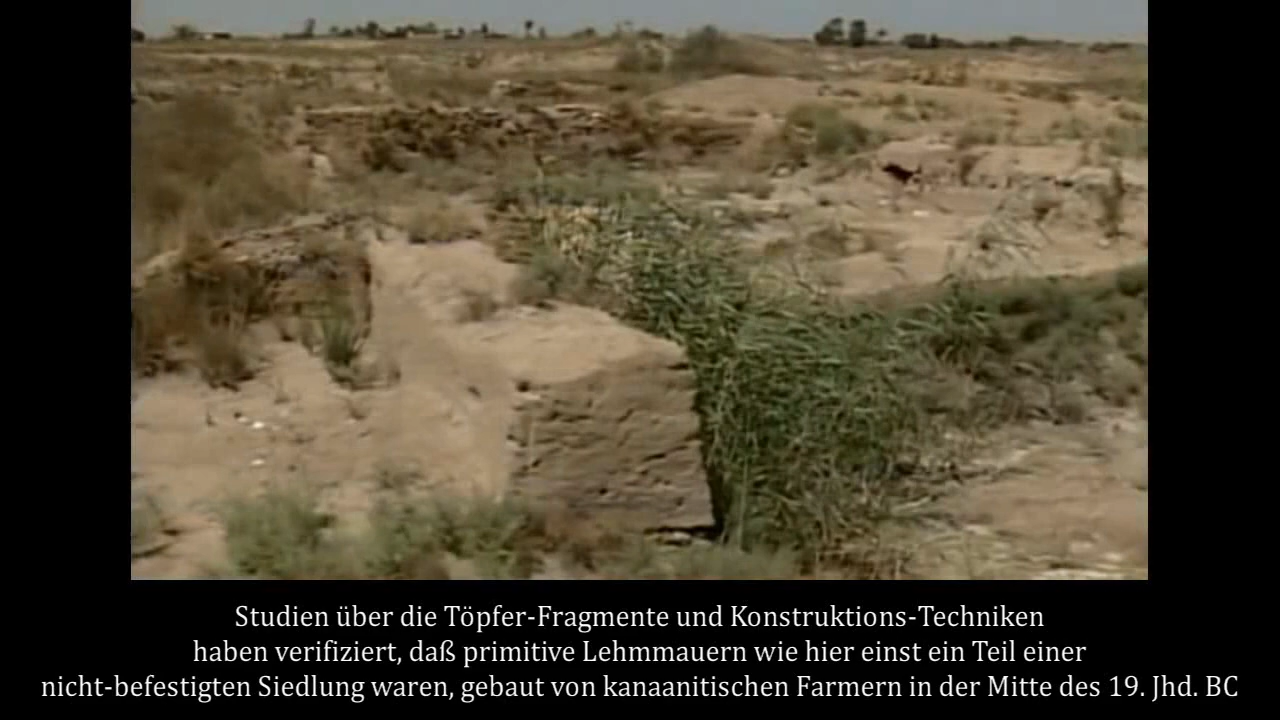 Studien über die Töpfer-Fragmente und Konstruktions-Techniken
haben verifiziert, daß primitive Lehmmauern wie hier einst ein Teil einer
nicht-befestigten Siedlung waren, gebaut von kanaanitischen Farmern in der Mitte des 19. Jhd. BC